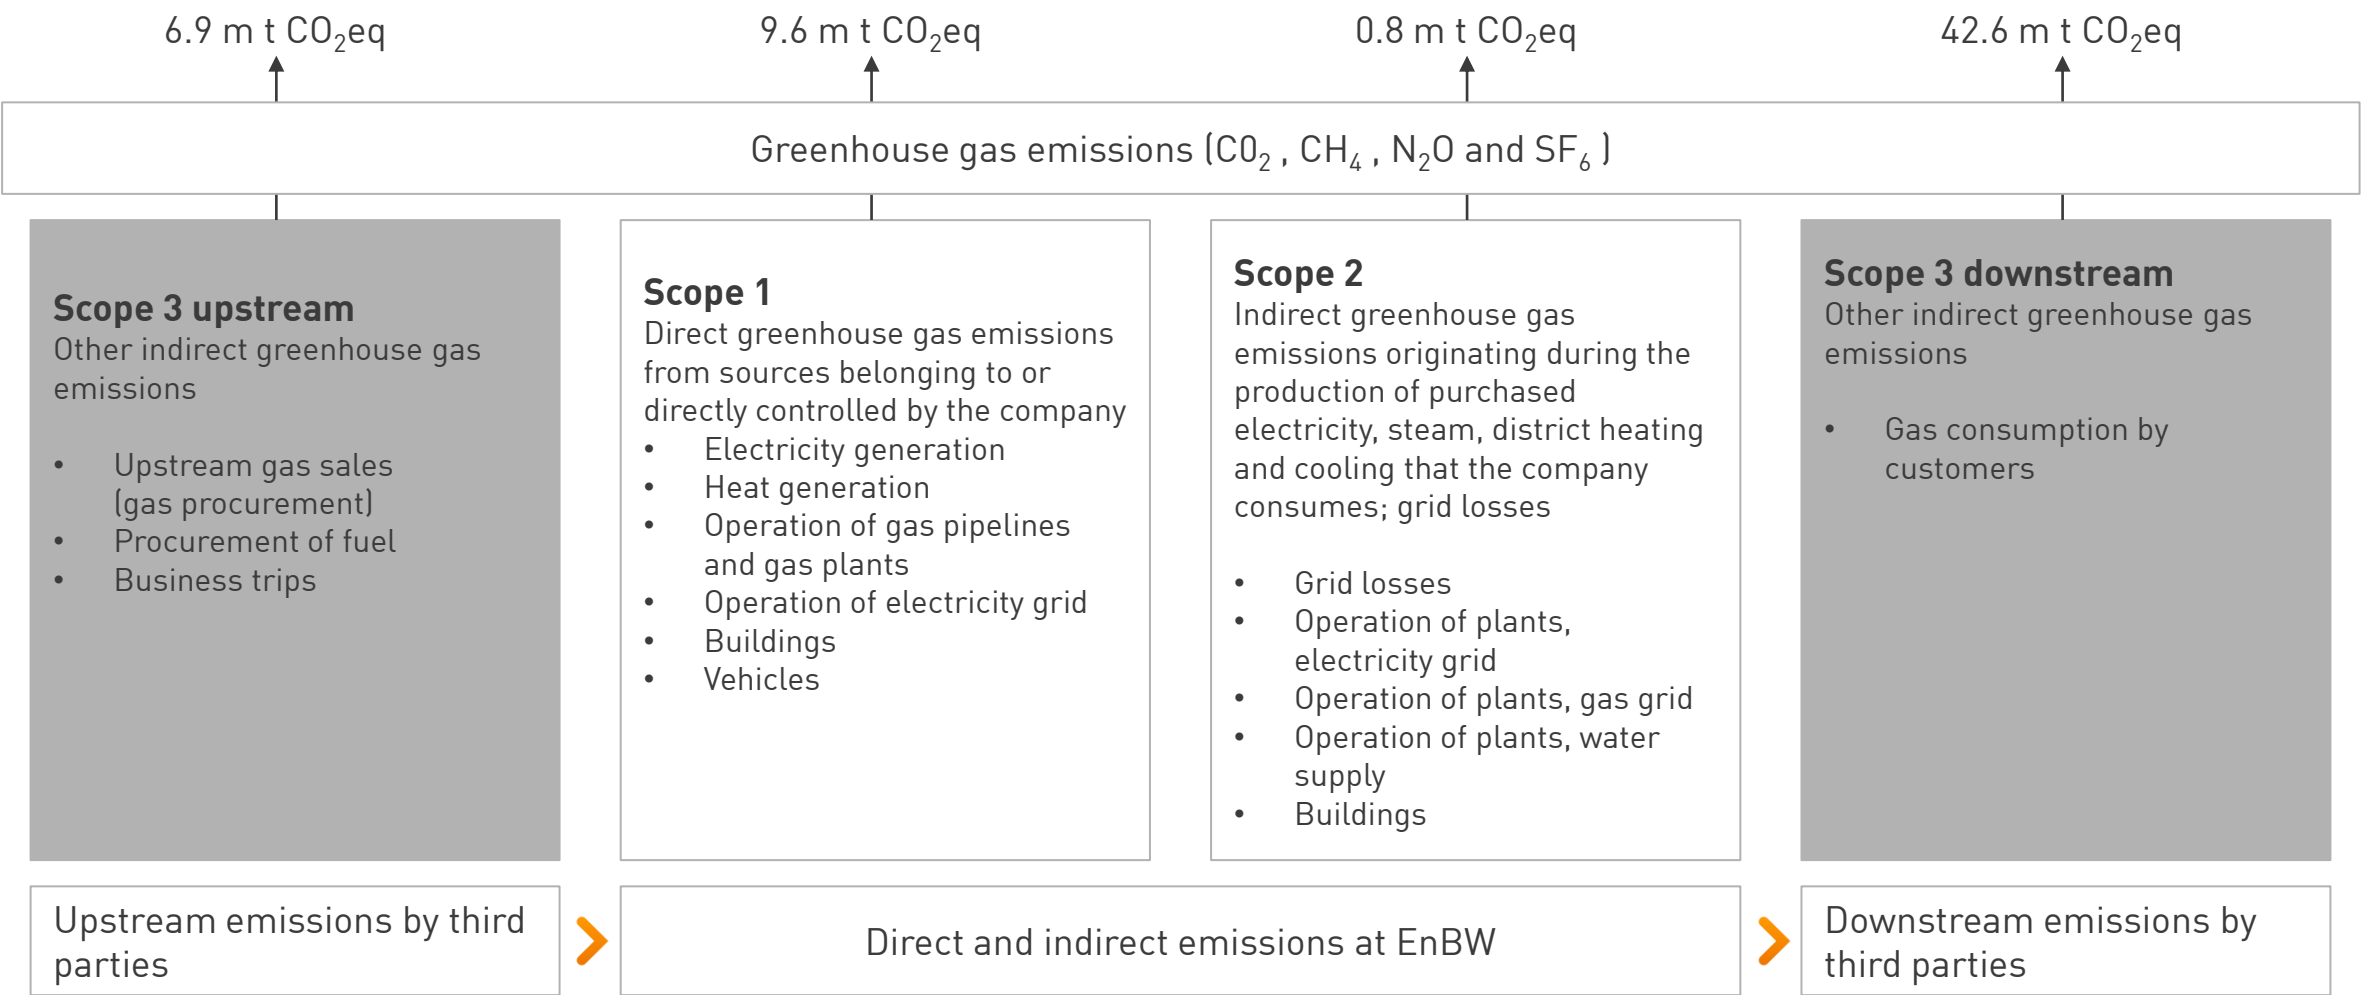 6.9 m t CO₂eq
9.6 m t CO₂eq
0.8 m t CO₂eq
42.6 m t CO₂eq
Greenhouse gas emissions (C0₂ , CH₄ , N₂O and SF₆ )
Scope 3 upstream
Other indirect greenhouse gas
emissions
• Upstream gas sales
(gas procurement)
• Procurement of fuel
• Business trips
Scope 1
Direct greenhouse gas emissions
from sources belonging to or
directly controlled by the company
• Electricity generation
• Heat generation
• Operation of gas pipelines
and gas plants
• Operation of electricity grid
• Buildings
• Vehicles
Scope 2
Indirect greenhouse gas
emissions originating during the
production of purchased
electricity, steam, district heating
and cooling that the company
consumes; grid losses
• Grid losses
• Operation of plants,
electricity grid
• Operation of plants, gas grid
• Operation of plants, water
supply
• Buildings
Scope 3 downstream
Other indirect greenhouse gas
emissions
• Gas consumption by
customers
Upstream emissions by third
parties
Direct and indirect emissions at EnBW
Downstream emissions by
third parties